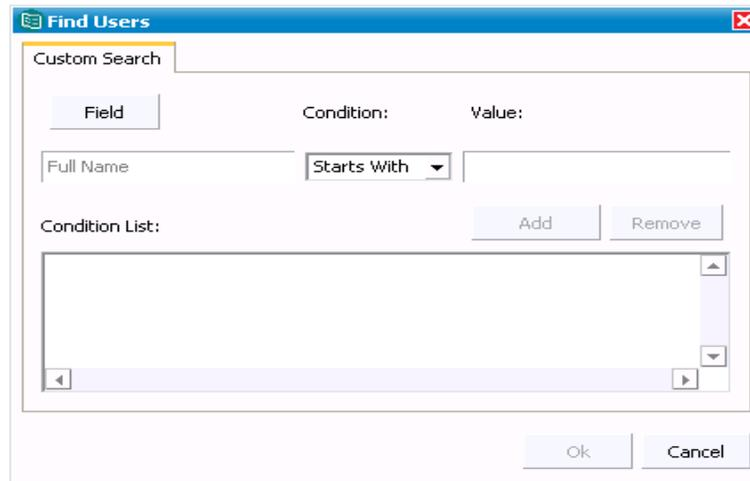 Find Users
Custom Search
Field Condition: Value:
Full Name Starts With
Condition List: Add Remove
Ok Cancel